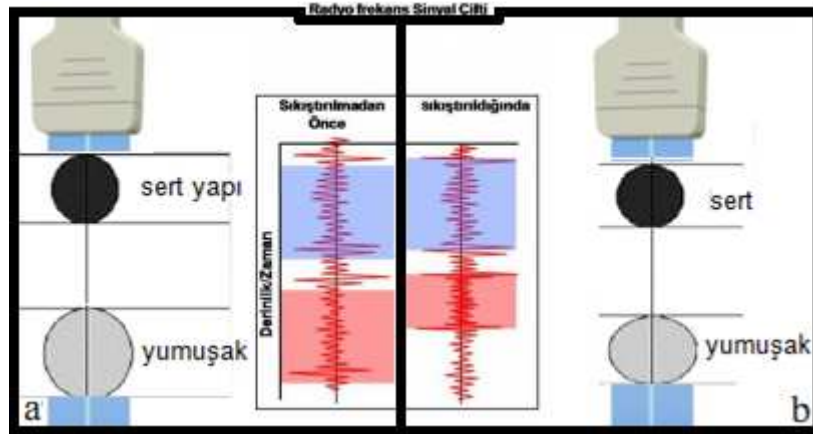 Radyo frekans Sinyal Çifti
Sıkıştırılmadan
Önce
sıkıştırıldığında
sert yapı
sert
Derinlik/Zaman
yumuşak
yumuşak
a
b